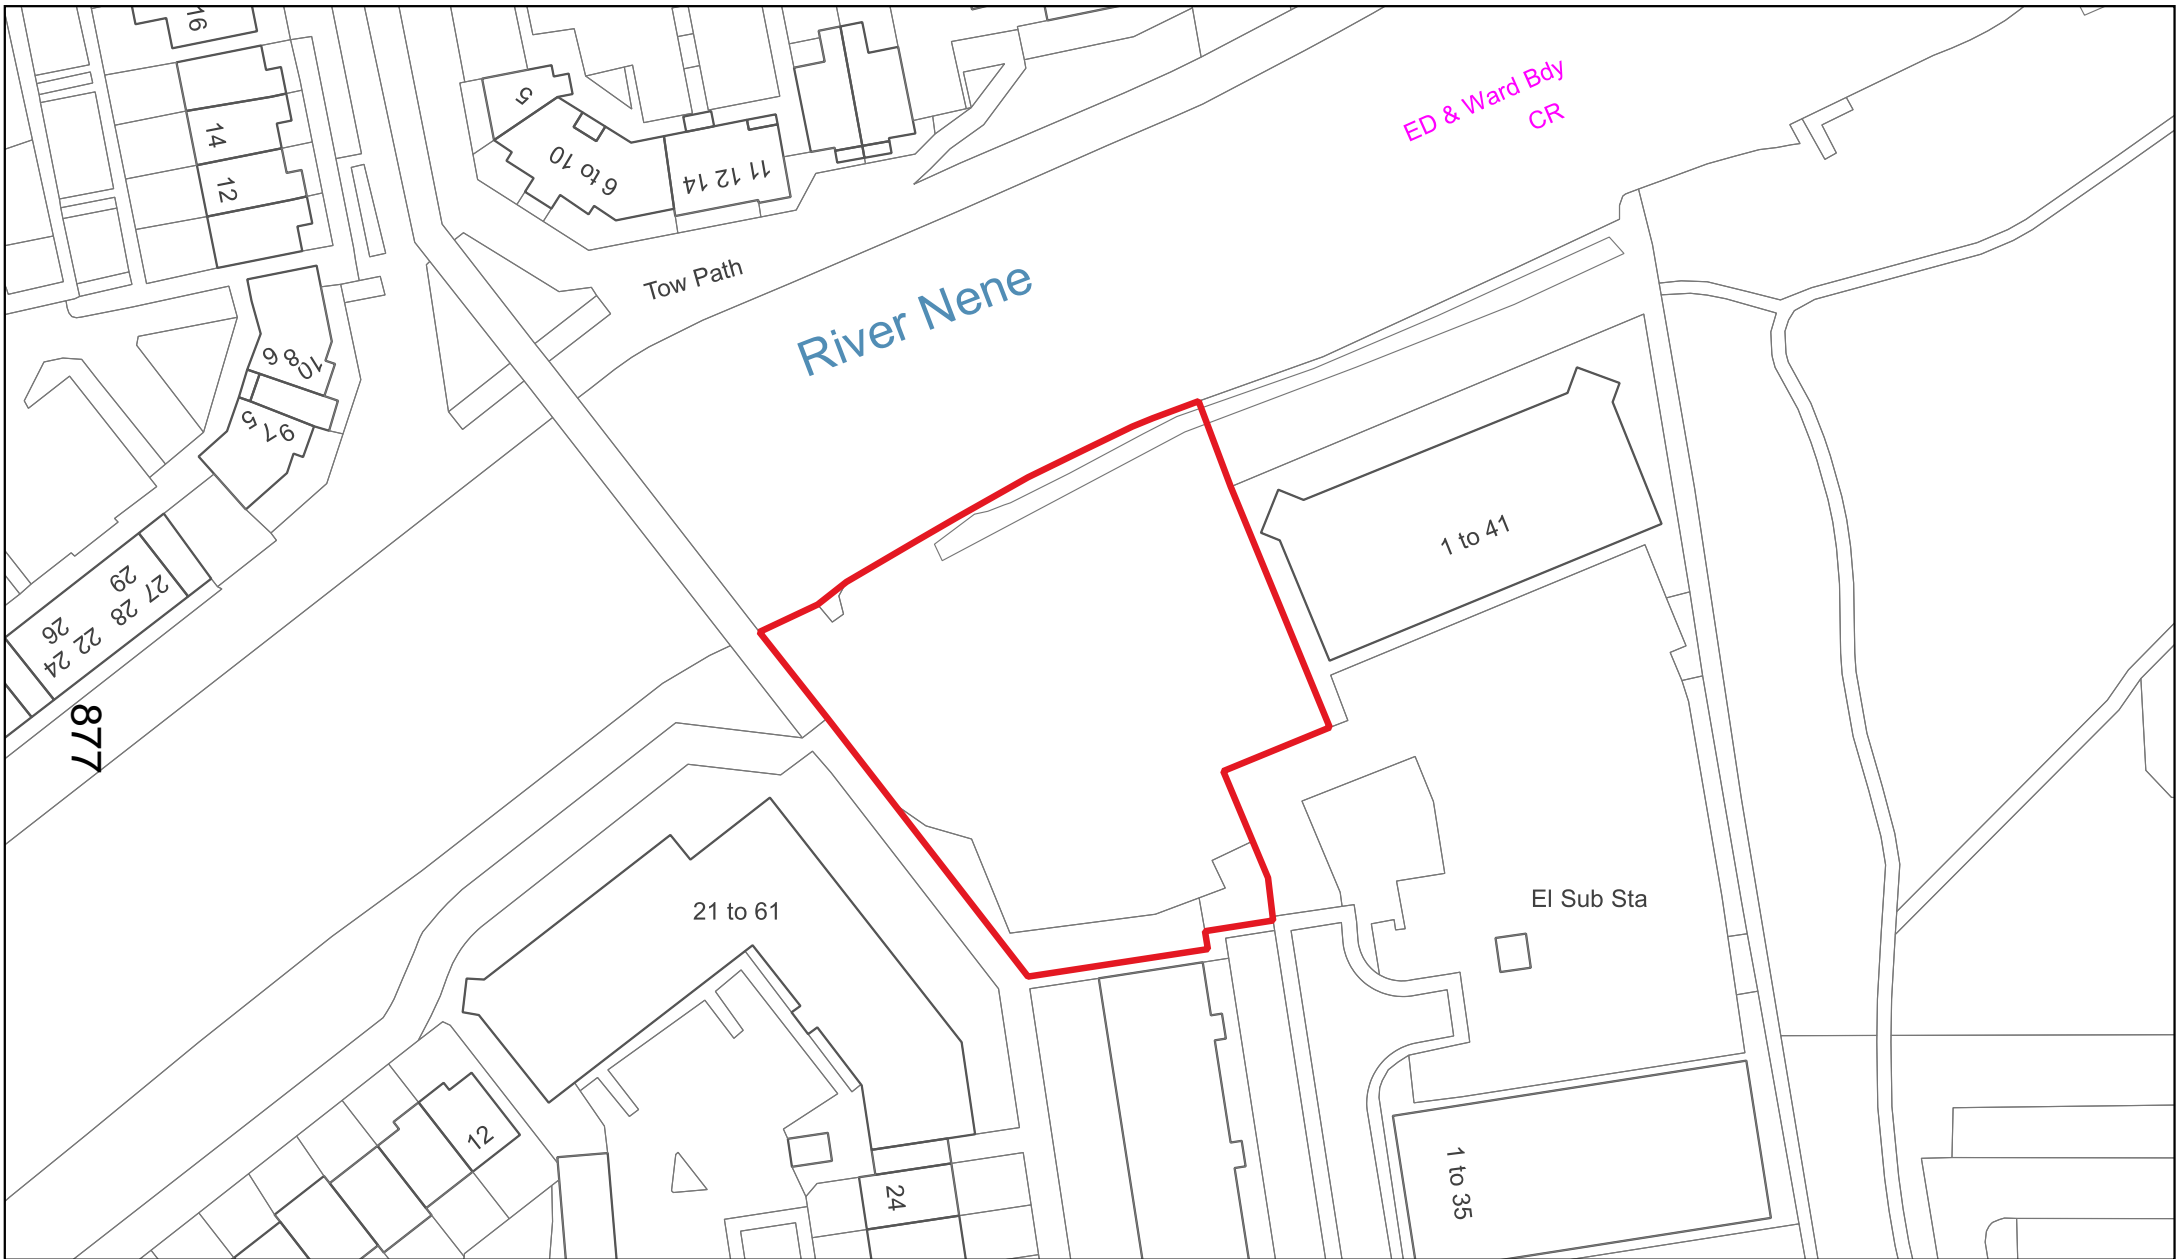 16
14
12
5
6 to 10
11 12 14
ED & Ward Bdy
CR
Tow Path
River Nene
6 8 10
5 7 9
29 27
26 28
22
24
877
1 to 41
21 to 61
El Sub Sta
12
24
1 to 35